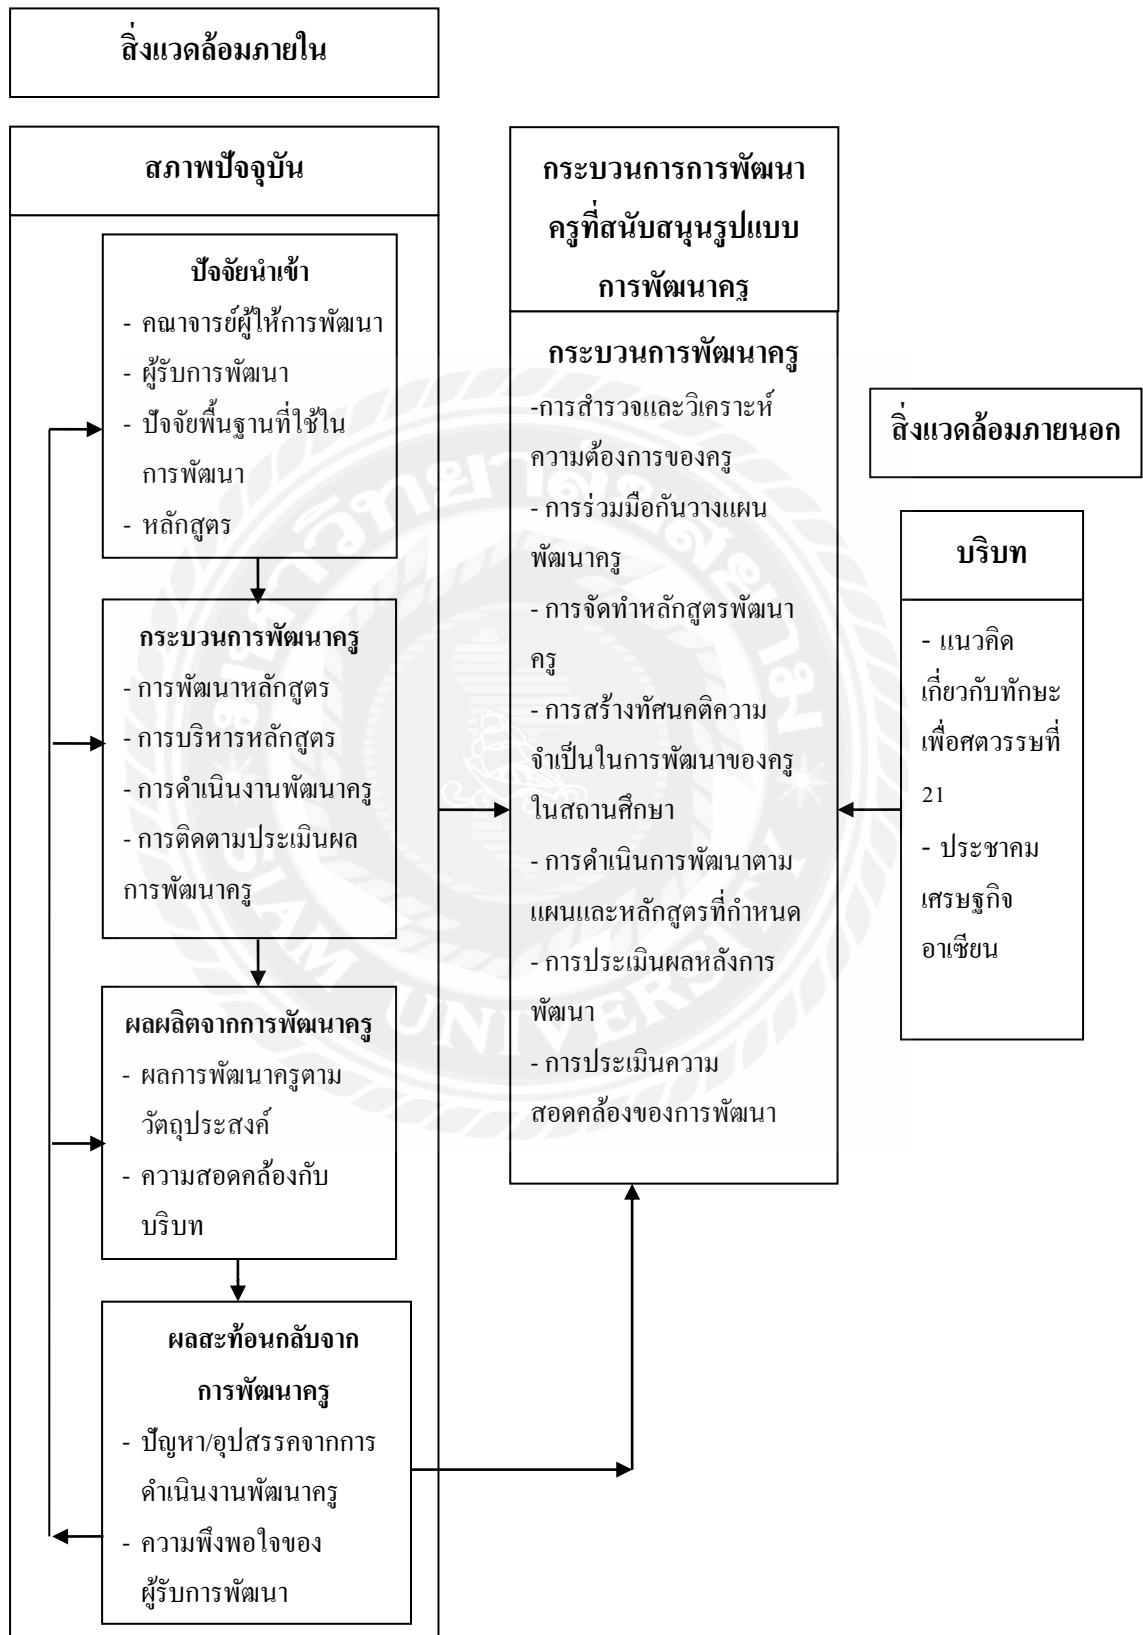 สิ่งแวดล้อมภายใน
สภาพปัจจุบัน
ปัจจัยนำเข้า
- คณาจารย์ผู้ให้การพัฒนา
- ผู้รับการพัฒนา
- ปัจจัยพื้นฐานที่ใช้ใน
การพัฒนา
- หลักสูตร
กระบวนการพัฒนาครู
- การพัฒนาหลักสูตร
- การบริหารหลักสูตร
- การดำเนินงานพัฒนาครู
- การติดตามประเมินผล
การพัฒนาครู
ผลผลิตจากการพัฒนาครู
- ผลการพัฒนาครูตาม
วัตถุประสงค์
- ความสอดคล้องกับ
บริบท
ผลสะท้อนกลับจาก
การพัฒนาครู
- ปัญหา/อุปสรรคจากการ
ดำเนินงานพัฒนาครู
- ความพึงพอใจของ
ผู้รับการพัฒนา
กระบวนการการพัฒนา
ครูที่สนับสนุนรูปแบบ
การพัฒนาครู
กระบวนการพัฒนาครู
-การสำรวจและวิเคราะห์
ความต้องการของครู
- การร่วมมือกันวางแผน
พัฒนาครู
- การจัดทำหลักสูตรพัฒนา
ครู
- การสร้างทัศนคติความ
จำเป็นในการพัฒนาของครู
ในสถานศึกษา
- การดำเนินการพัฒนาตาม
แผนและหลักสูตรที่กำหนด
- การประเมินผลหลังการ
พัฒนา
- การประเมินความ
สอดคล้องของการพัฒนา
สิ่งแวดล้อมภายนอก
บริบท
- แนวคิด
เกี่ยวกับทักษะ
เพื่อศตวรรษที่
21
- ประชาคม
เศรษฐกิจ
อาเซียน
มหาวิทยาลัยสยาม
SIAM UNIVERSITY